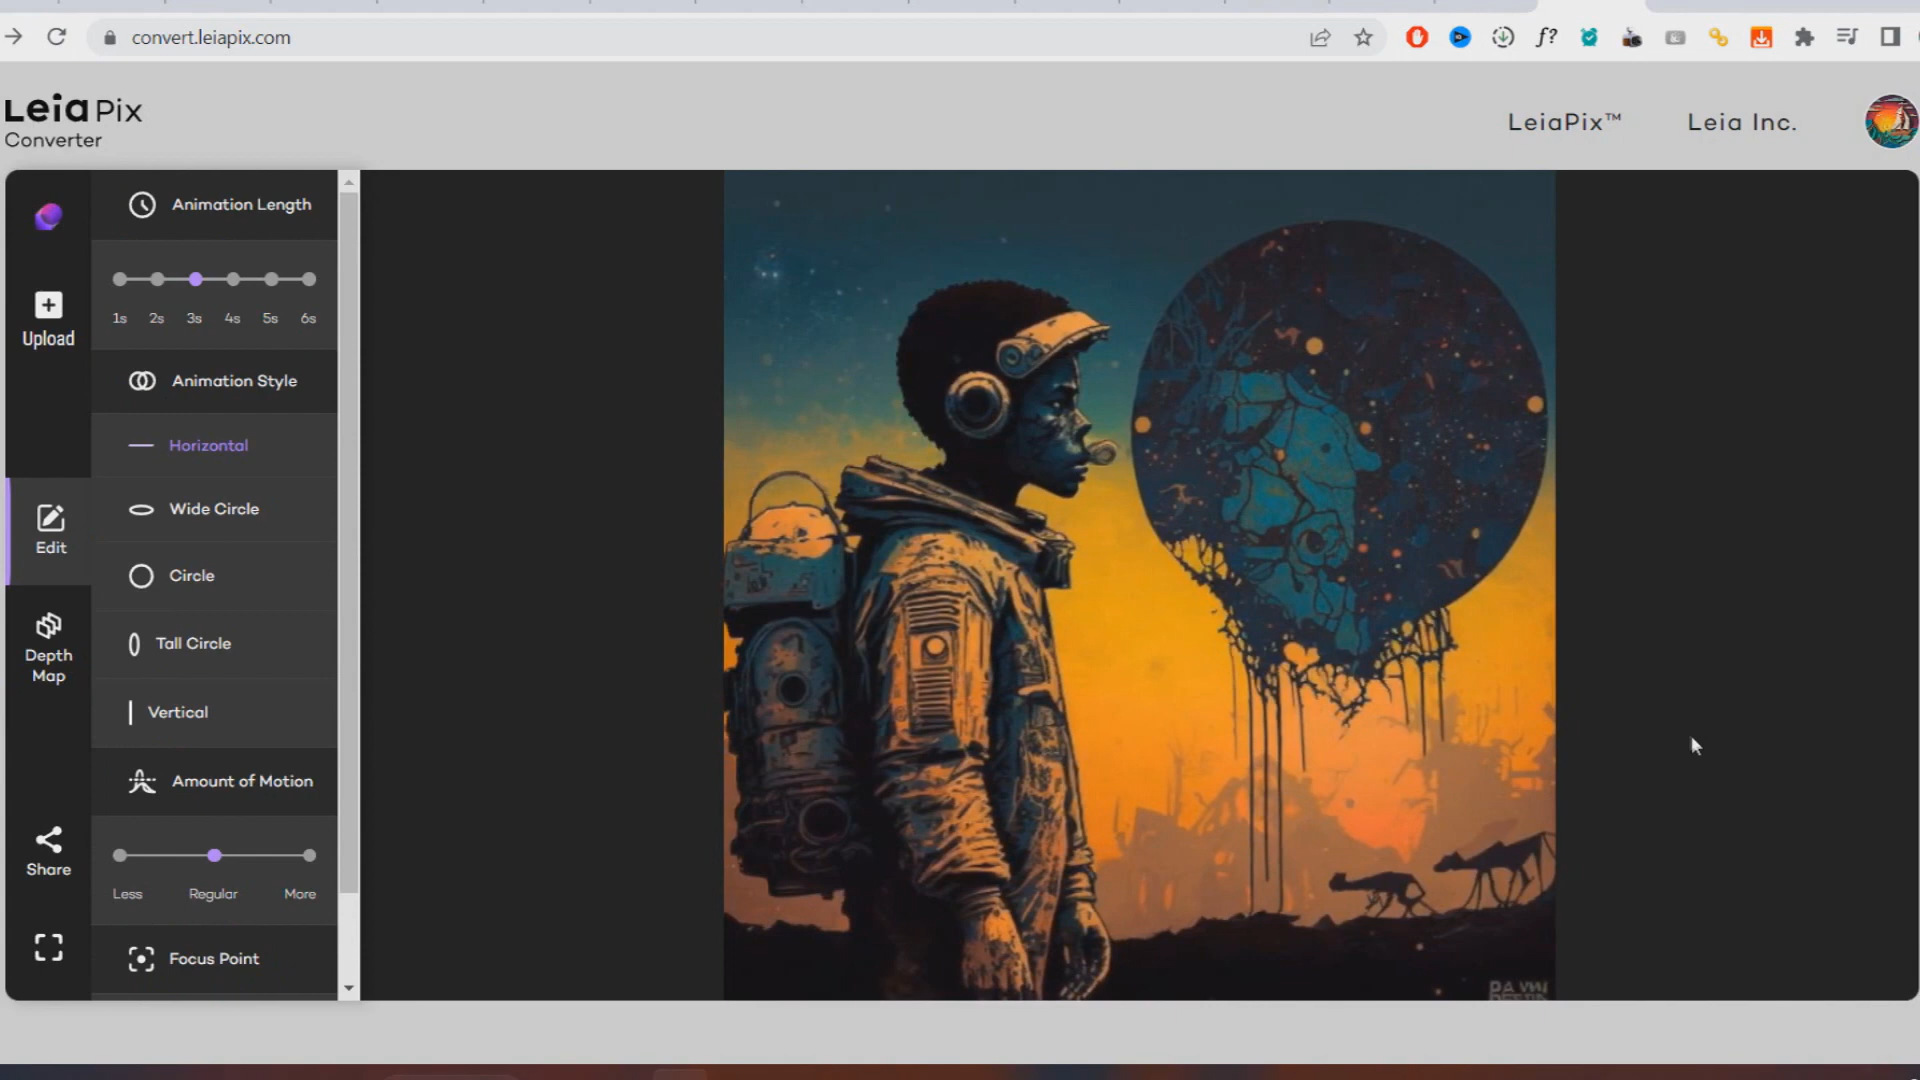 convert.leiapix.com
f?
Leia Pix
Converter
LeiaPix™
Leia Inc.
Animation Length
1s 2s 3s 4s 5s 6s
Upload
Animation Style
Horizontal
Wide Circle
Edit
Circle
Tall Circle
Depth
Map
Vertical
Amount of Motion
Share
Less Regular More
Focus Point